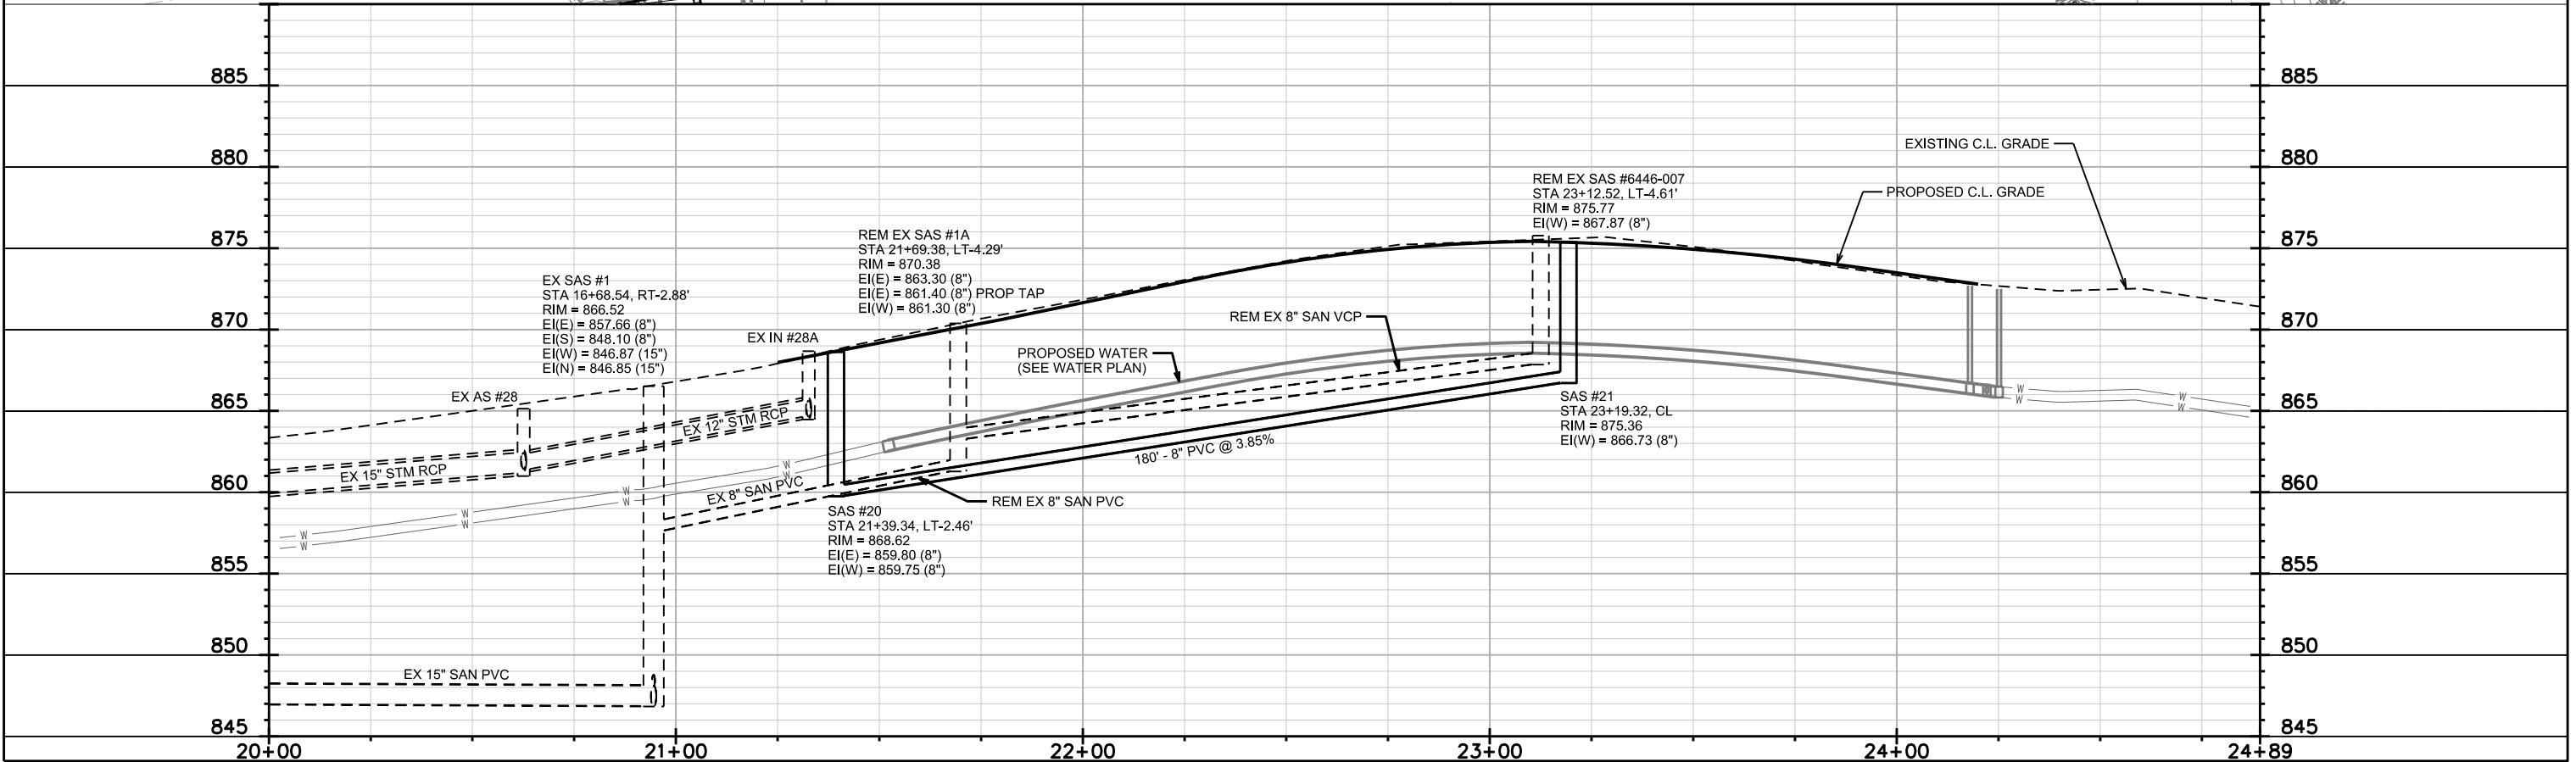 885
885
EXISTING C.L. GRADE
880
880
REM EX SAS #6446-007
STA 23+12.52, LT-4.61'
RIM = 875.77
EI(W) = 867.87 (8")
PROPOSED C.L. GRADE
REM EX SAS #1A
STA 21+69.38, LT-4.29'
RIM = 870.38
EI(E) = 863.30 (8")
EI(E) = 861.40 (8") PROP TAP
EI(W) = 861.30 (8")
875
875
EX SAS #1
STA 16+68.54, RT-2.88'
RIM = 866.52
EI(E) = 857.66 (8")
EI(S) = 848.10 (8")
EI(W) = 846.87 (15")
EI(N) = 846.85 (15")
870
870
REM EX 8" SAN VCP
EX IN #28A
PROPOSED WATER
(SEE WATER PLAN)
EX AS #28
865
865
W
W
W
W
SAS #21
STA 23+19.32, CL
RIM = 875.36
EI(W) = 866.73 (8")
EX 12" STM RCP
180' - 8" PVC @ 3.85%
EX 15" STM RCP
W
W
EX 8" SAN PVC
860
860
W
W
REM EX 8" SAN PVC
W
W
SAS #20
STA 21+39.34, LT-2.46'
RIM = 868.62
EI(E) = 859.80 (8")
EI(W) = 859.75 (8")
W
W
855
855
850
850
EX 15" SAN PVC
845
845
20+00
21+00
22+00
23+00
24+00
24+89